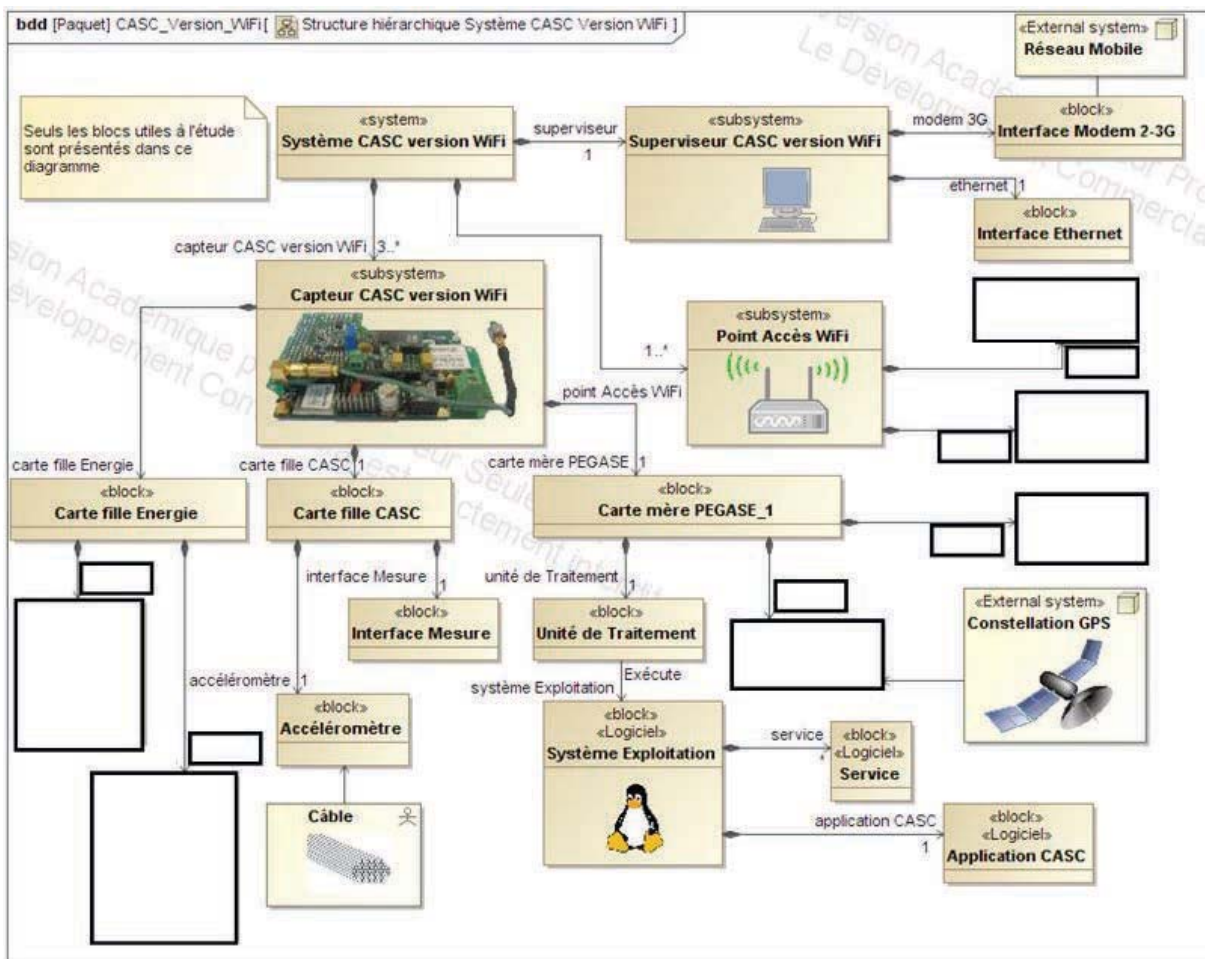 bdd [Paquet] CASC_Version_WiFi[ Structure hiérarchique Système CASC Version WiFi ]
Seuls les blocs utiles à l'étude
sont présentés dans ce
diagramme
«system»
Système CASC version WiFi
superviseur
1
«subsystem»
Superviseur CASC version WiFi
modem 3G
«External system»
Réseau Mobile
«block»
Interface Modem 2-3G
ethernet
1
«block»
Interface Ethernet
capteur CASC version WiFi
3..*
«subsystem»
Capteur CASC version WiFi
1..*
point Accès WiFi
«subsystem»
Point Accès WiFi
carte fille Energie
«block»
Carte fille Energie
carte fille CASC
1
«block»
Carte fille CASC
carte mère PEGASE
1
«block»
Carte mère PEGASE_1
interface Mesure
1
«block»
Interface Mesure
unité de Traitement
1
«block»
Unité de Traitement
«External system»
Constellation GPS
accéléromètre
1
«block»
Accéléromètre
Câble
Exécute
système Exploitation
«block»
«Logiciel»
Système Exploitation
service
*
«block»
«Logiciel»
Service
application CASC
1
«block»
«Logiciel»
Application CASC